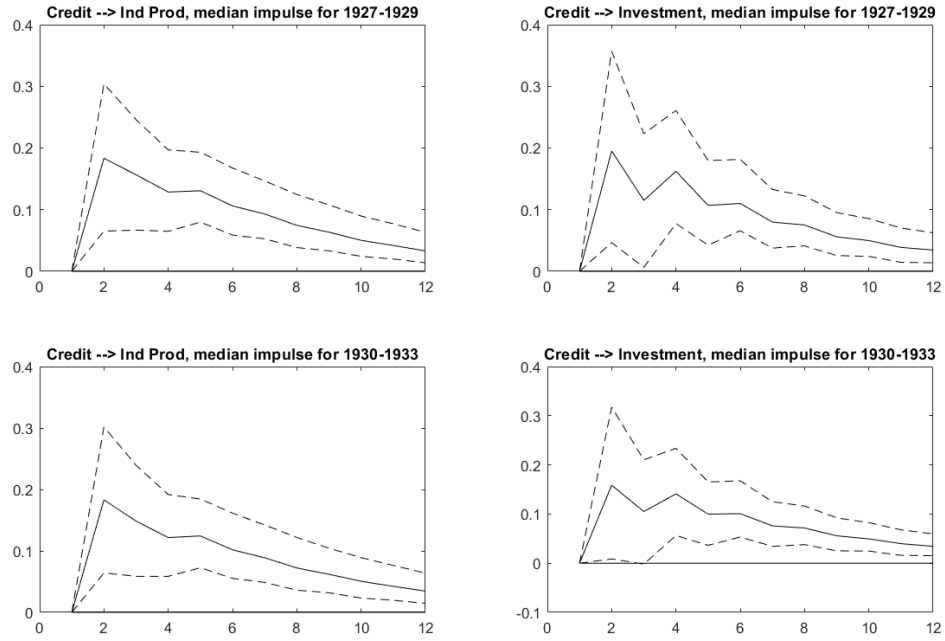 Credit --> Ind Prod, median impulse for 1927-1929
0.4
0.3
0.2
0.1
0
0 2 4 6 8 10 12
Credit --> Investment, median impulse for 1927-1929
0.4
0.3
0.2
0.1
0
0 2 4 6 8 10 12
Credit --> Ind Prod, median impulse for 1930-1933
0.4
0.3
0.2
0.1
0
0 2 4 6 8 10 12
Credit --> Investment, median impulse for 1930-1933
0.4
0.3
0.2
0.1
0
-0.1
0 2 4 6 8 10 12